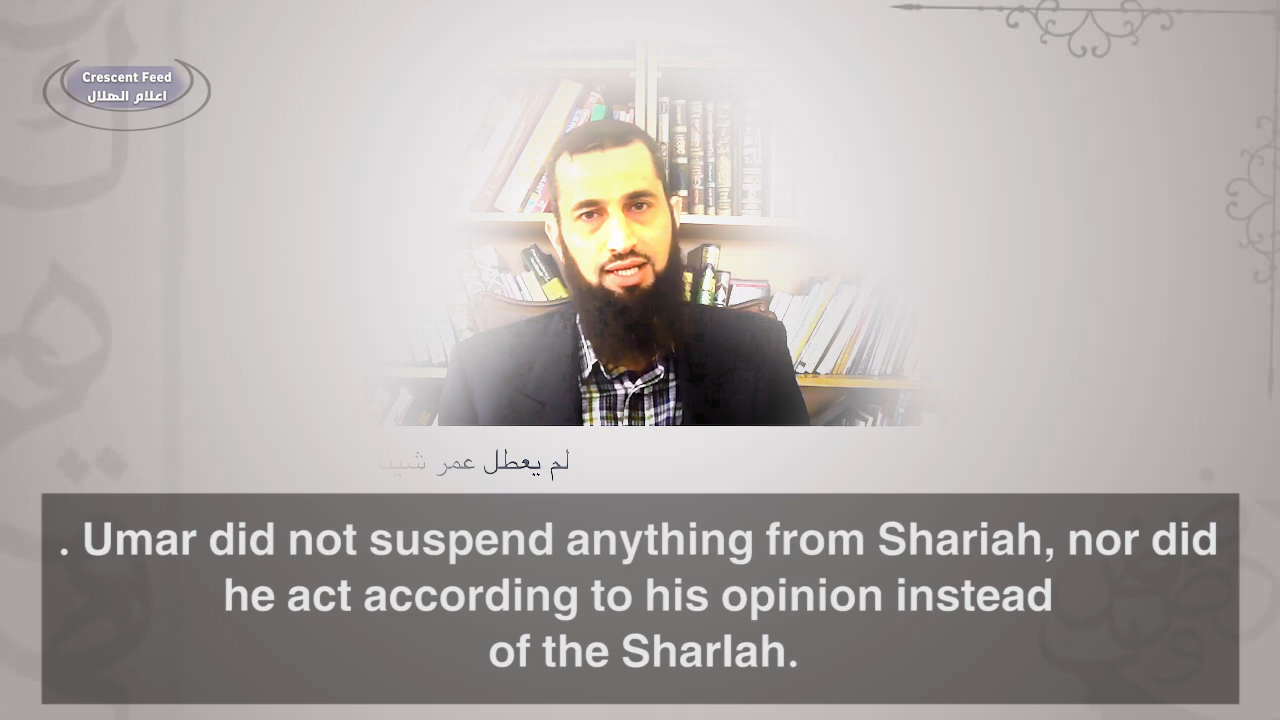 Crescent Feed
اعلام الهلال
لم يعطل عمر شيئا
. Umar did not suspend anything from Shariah, nor did
he act according to his opinion instead
of the Sharlah.